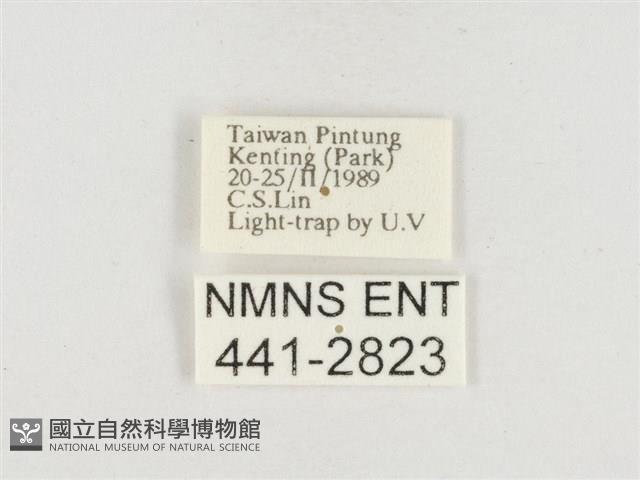 Taiwan Pintung
Kenting (Park)
20-25/II/1989
C.S.Lin
Light-trap by U.V
NMNS ENT
441-2823
國立自然科學博物館
NATIONAL MUSEUM OF NATURAL SCIENCE